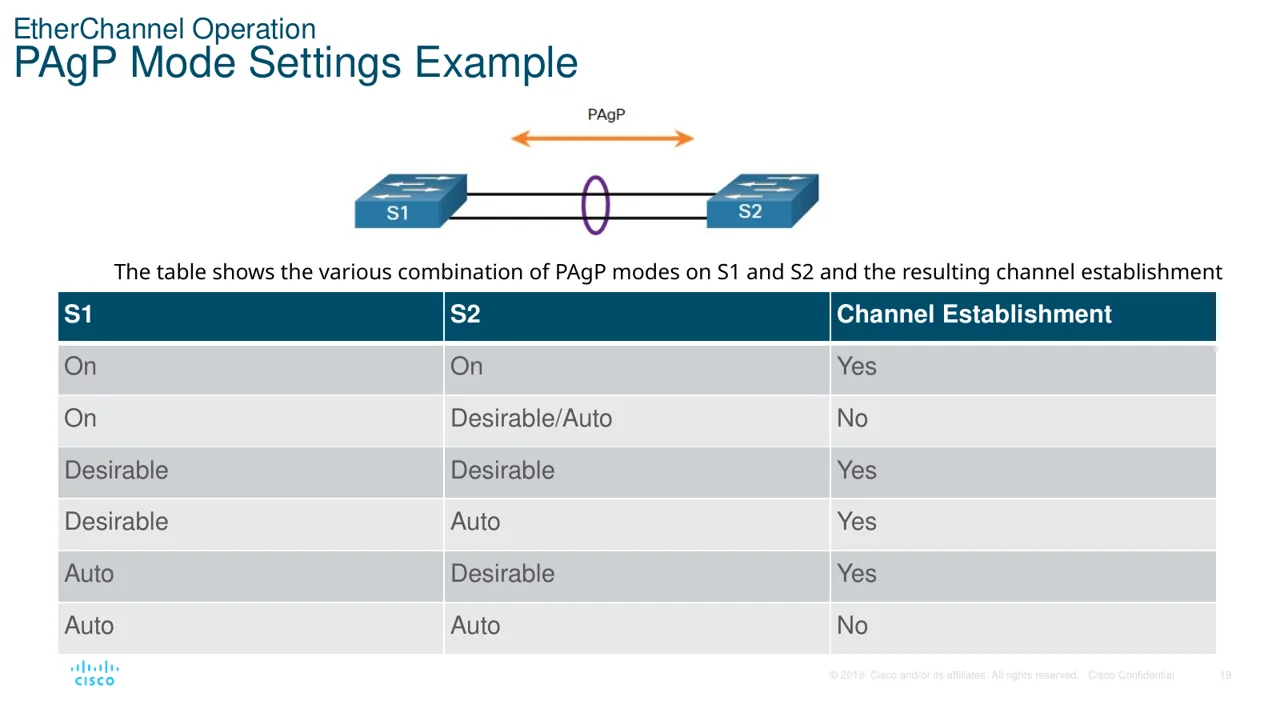 EtherChannel Operation
PAgP Mode Settings Example
PAgP
S1
S2
The table shows the various combination of PAgP modes on S1 and S2 and the resulting channel establishment
S1 S2 Channel Establishment
On On Yes
On Desirable/Auto No
Desirable Desirable Yes
Desirable Auto Yes
Auto Desirable Yes
Auto Auto No
CISCO
© 2019 Cisco and/or its affiliates. All rights reserved. Cisco Confidential 19